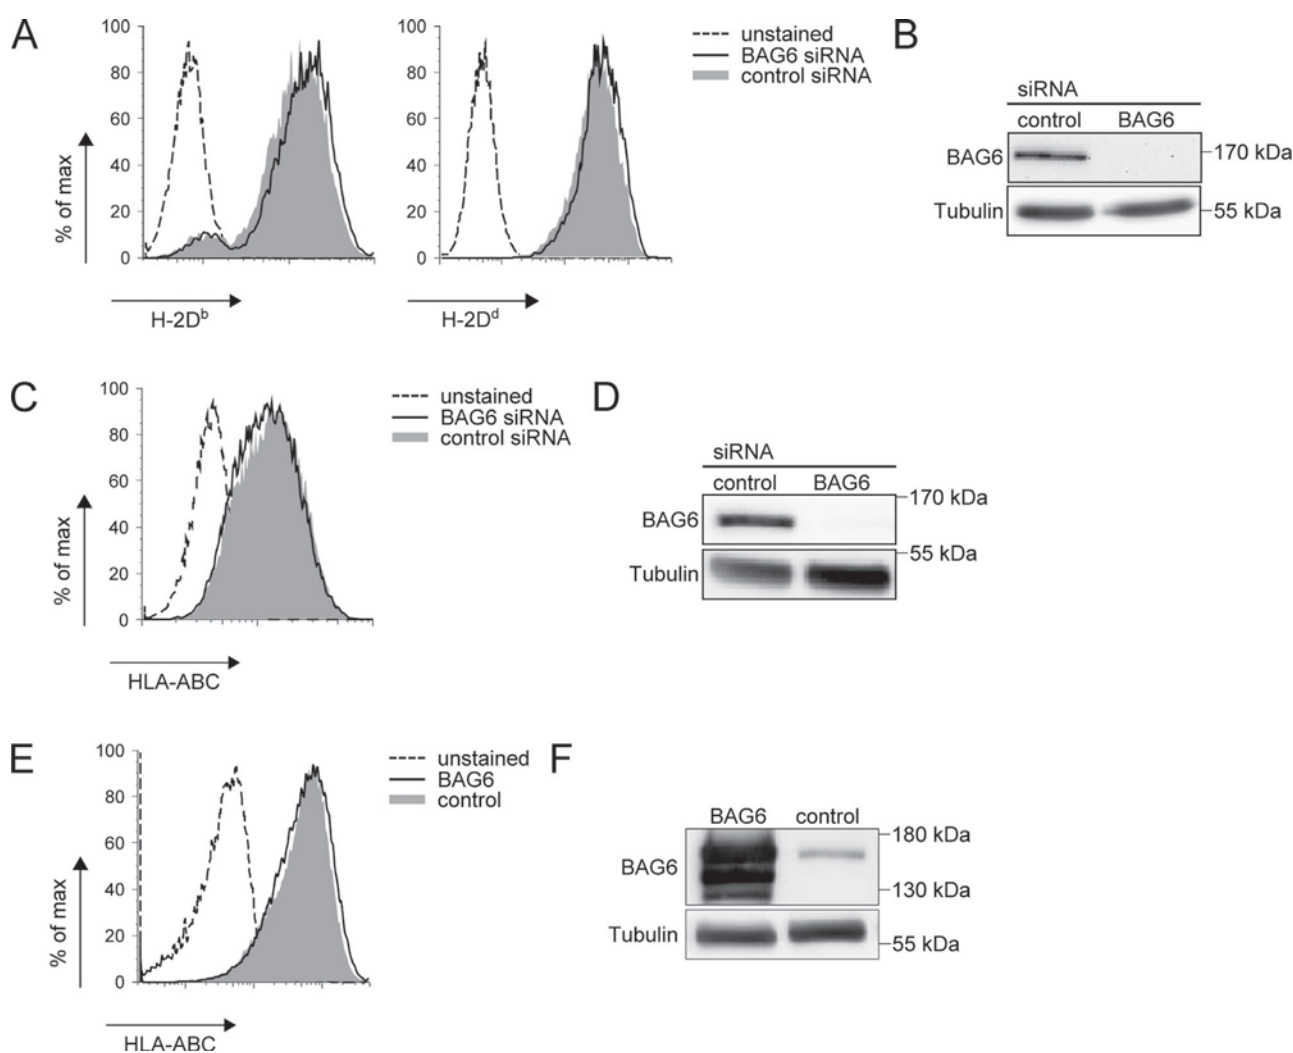 A
100
80
60
40
20
0
% of max
H-2Dᵇ
100
80
60
40
20
0
H-2Dᵈ
unstained
BAG6 siRNA
control siRNA
B
siRNA
control BAG6
BAG6
170 kDa
Tubulin
55 kDa
C
100
80
60
40
20
0
% of max
HLA-ABC
unstained
BAG6 siRNA
control siRNA
D
siRNA
control BAG6
170 kDa
BAG6
55 kDa
Tubulin
E
100
80
60
40
20
0
% of max
HLA-ABC
unstained
BAG6
control
F
BAG6 control
180 kDa
BAG6
130 kDa
Tubulin
55 kDa